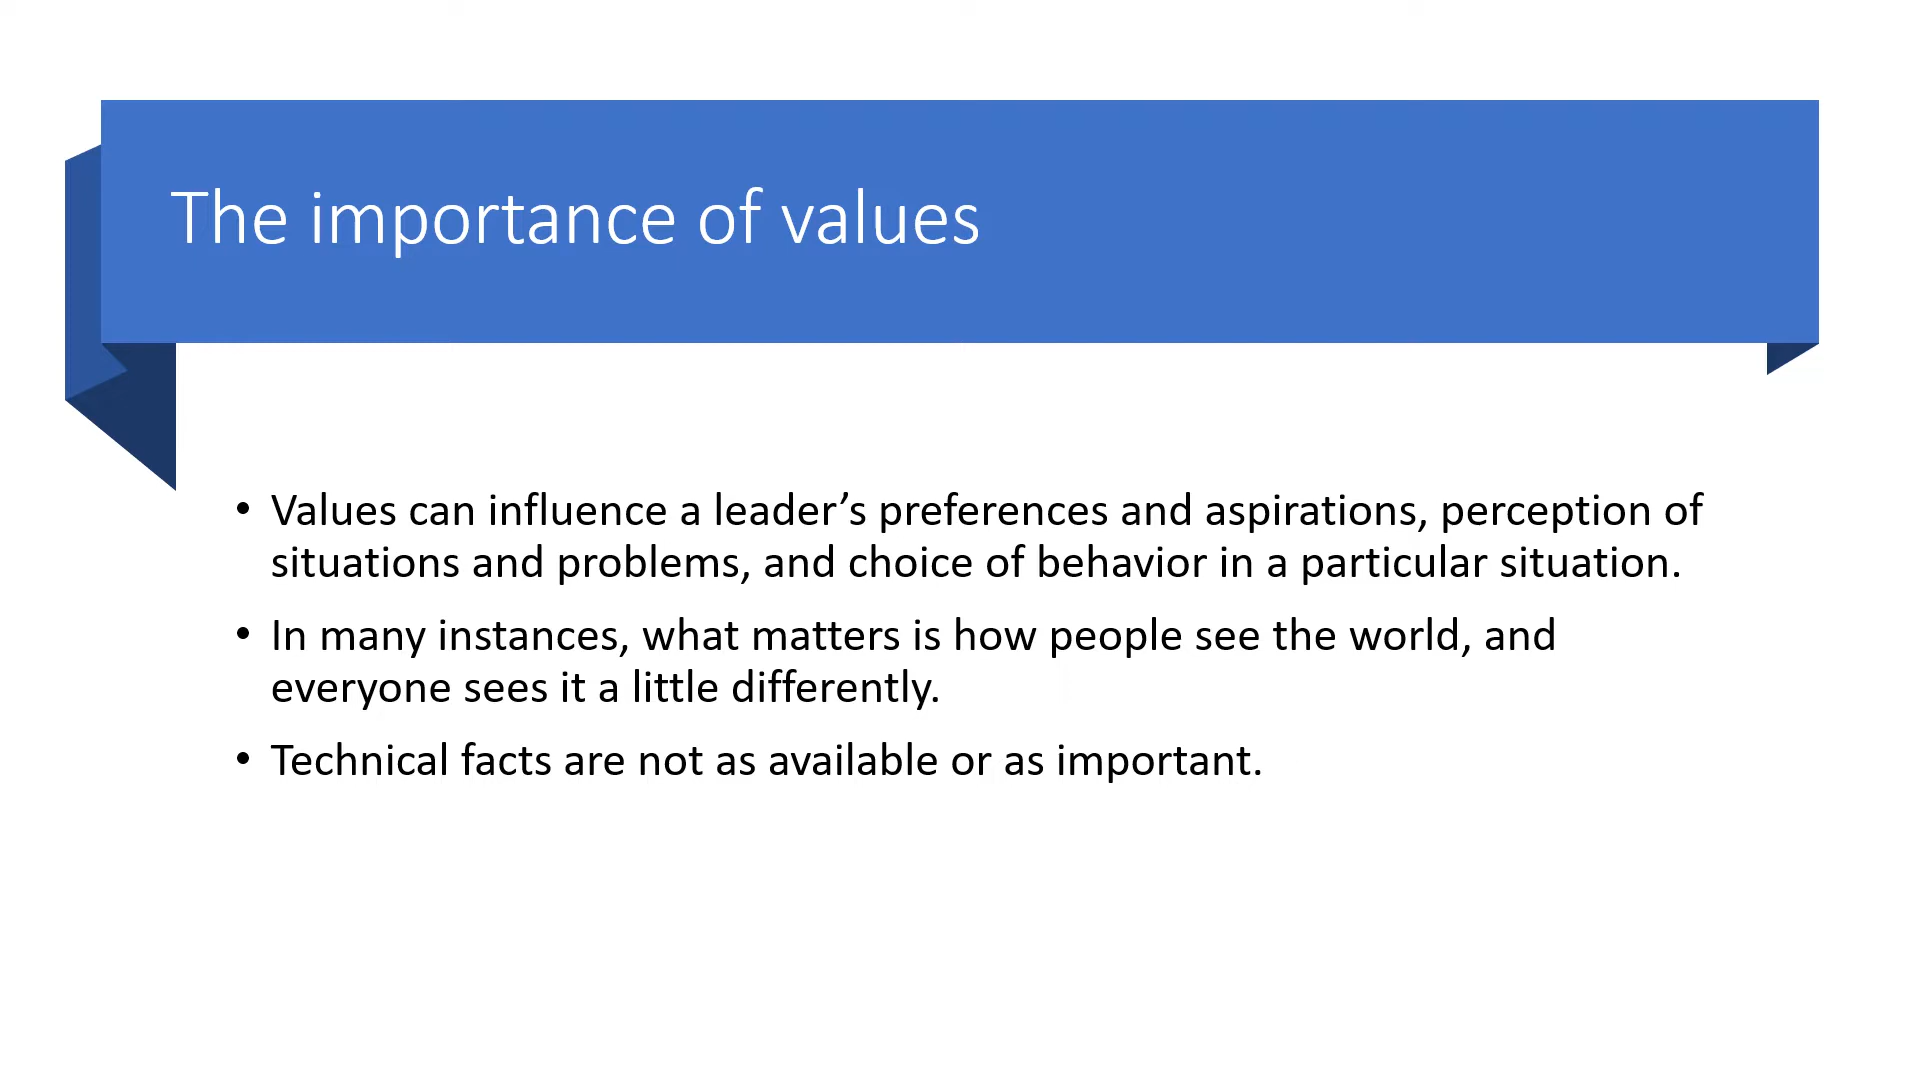 The importance of values
• Values can influence a leader’s preferences and aspirations, perception of
situations and problems, and choice of behavior in a particular situation.
• In many instances, what matters is how people see the world, and
everyone sees it a little differently.
• Technical facts are not as available or as important.